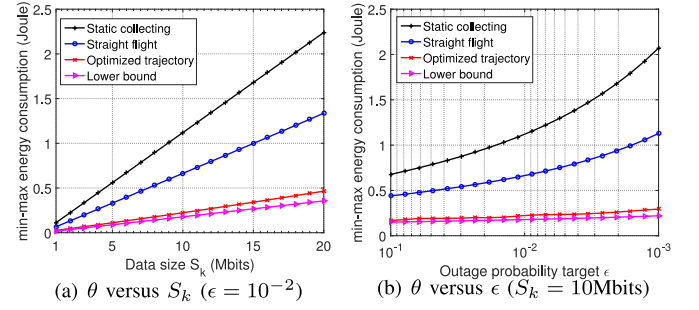 min-max energy consumption (Joule)
2.5
2
1.5
1
0.5
0
Static collecting
Straight flight
Optimized trajectory
Lower bound
1 5 10 15 20
Data size S_k (Mbits)
(a) θ versus S_k (ϵ = 10^{-2})
min-max energy consumption (Joule)
2.5
2
1.5
1
0.5
0
Static collecting
Straight flight
Optimized trajectory
Lower bound
10^{-1} 10^{-2} 10^{-3}
Outage probability target ϵ
(b) θ versus ϵ (S_k = 10Mbits)